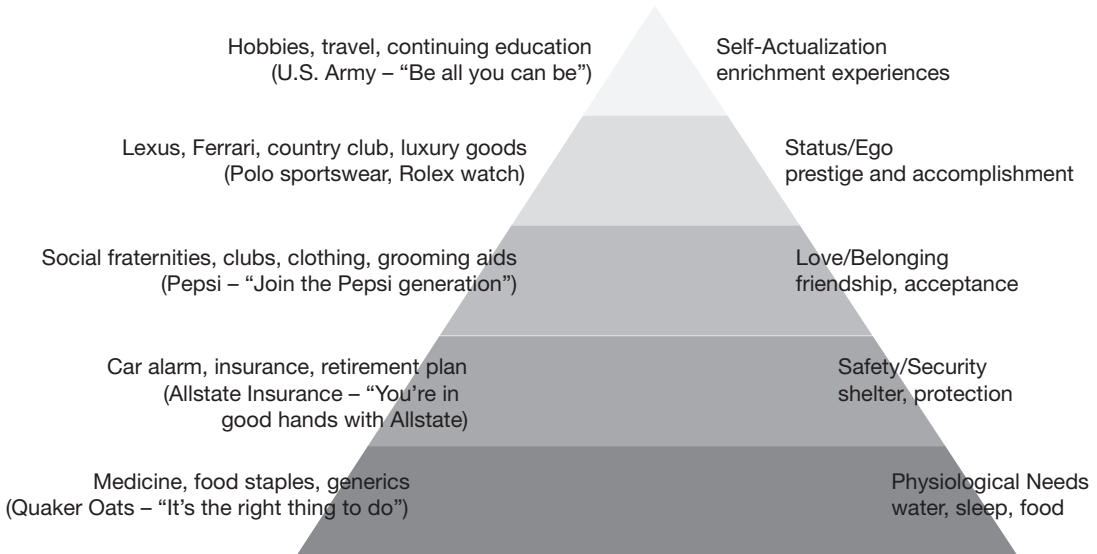 Hobbies, travel, continuing education
(U.S. Army – “Be all you can be”)
Self-Actualization
enrichment experiences
Lexus, Ferrari, country club, luxury goods
(Polo sportswear, Rolex watch)
Status/Ego
prestige and accomplishment
Social fraternities, clubs, clothing, grooming aids
(Pepsi – “Join the Pepsi generation”)
Love/Belonging
friendship, acceptance
Car alarm, insurance, retirement plan
(Allstate Insurance – “You’re in
good hands with Allstate)
Safety/Security
shelter, protection
Medicine, food staples, generics
(Quaker Oats – “It’s the right thing to do”)
Physiological Needs
water, sleep, food